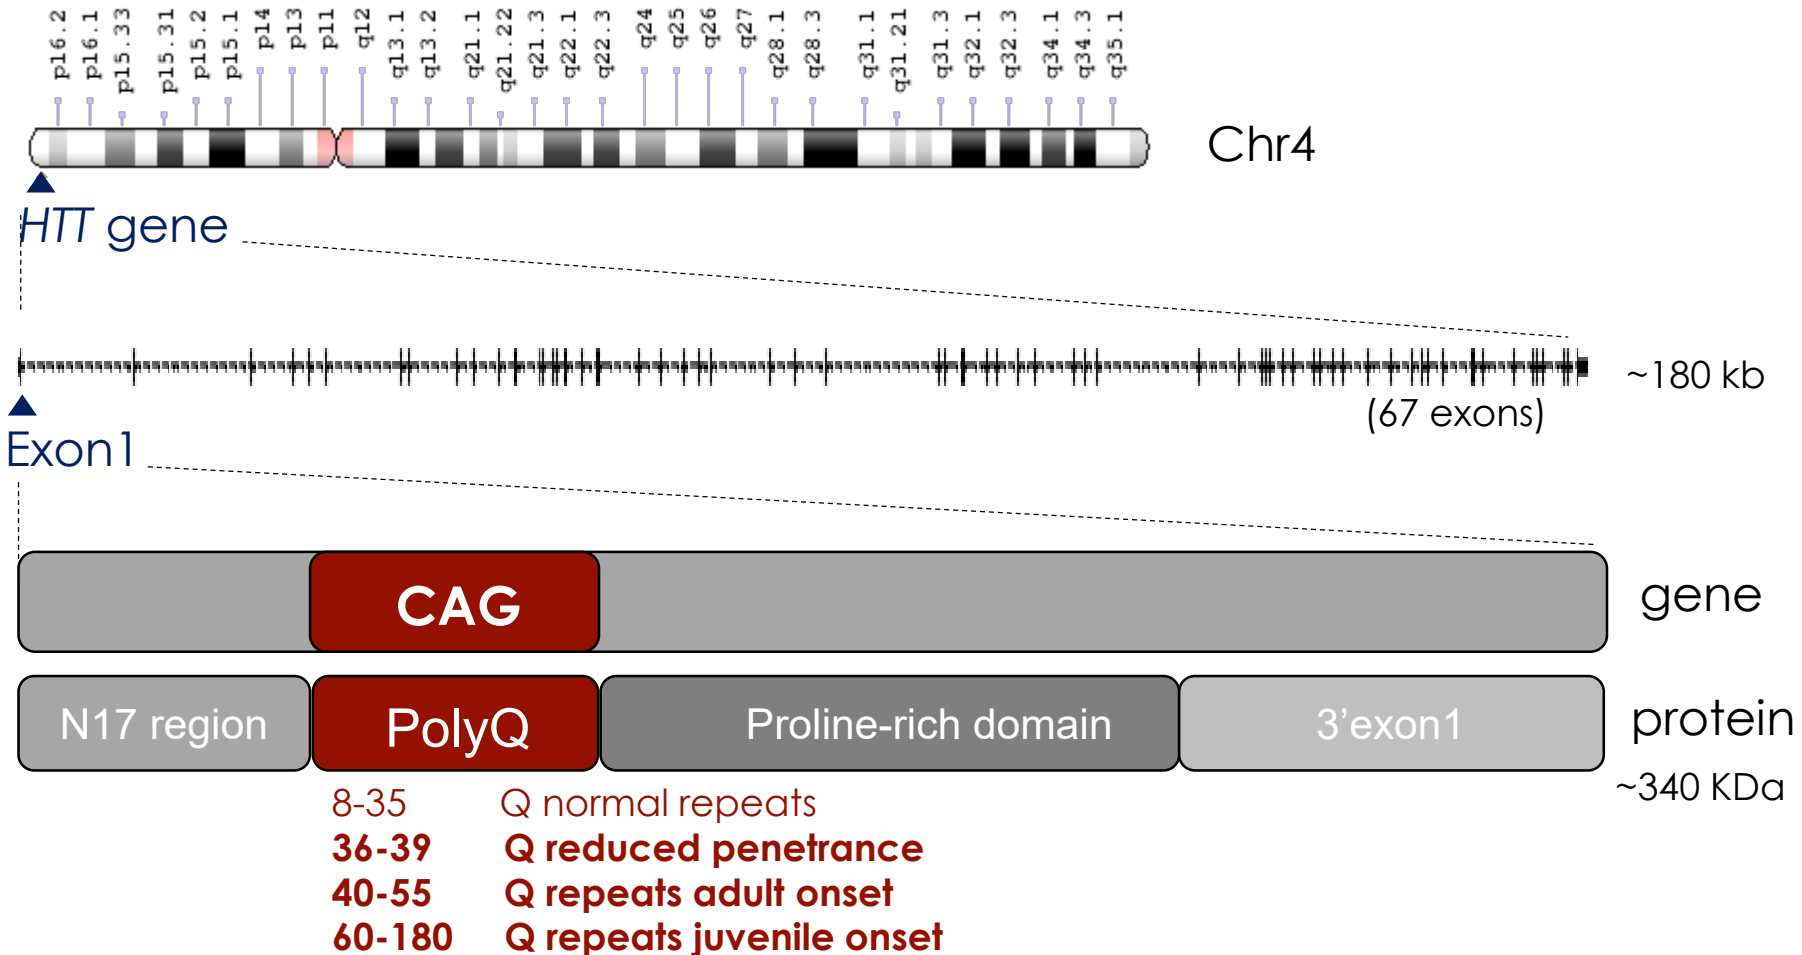 p16.2
p16.1
p15.33
p15.31
p15.2
p15.1
p14
p13
p11
q12
q13.1
q13.2
q21.1
q21.22
q21.3
q22.1
q22.3
q24
q25
q26
q27
q28.1
q28.3
q31.1
q31.21
q31.3
q32.1
q32.3
q34.1
q34.3
q35.1
Chr4
HTT gene
~180 kb
(67 exons)
Exon1
CAG
gene
N17 region PolyQ Proline-rich domain 3'exon1
protein
~340 KDa
8-35 Q normal repeats
36-39 Q reduced penetrance
40-55 Q repeats adult onset
60-180 Q repeats juvenile onset